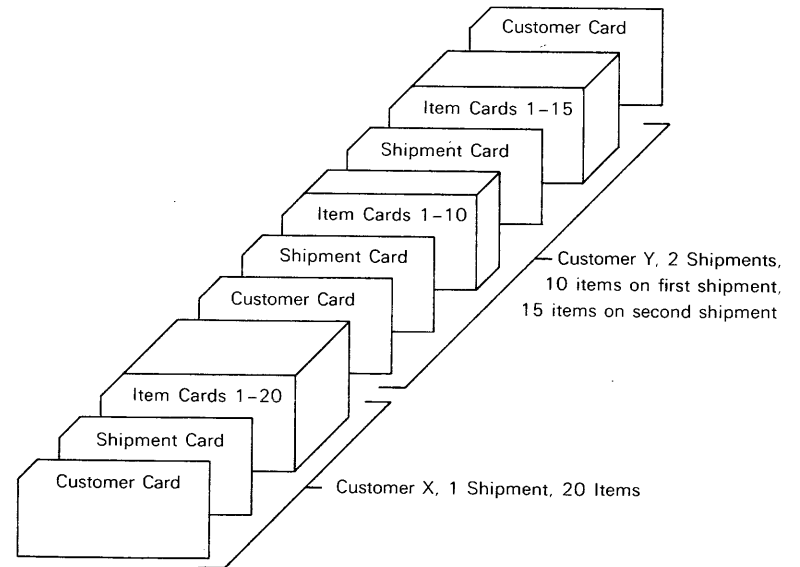 Customer Card
Item Cards 1–15
Shipment Card
Item Cards 1–10
Shipment Card
Customer Card
Customer Y, 2 Shipments,
10 items on first shipment,
15 items on second shipment
Item Cards 1–20
Shipment Card
Customer Card
Customer X, 1 Shipment, 20 Items